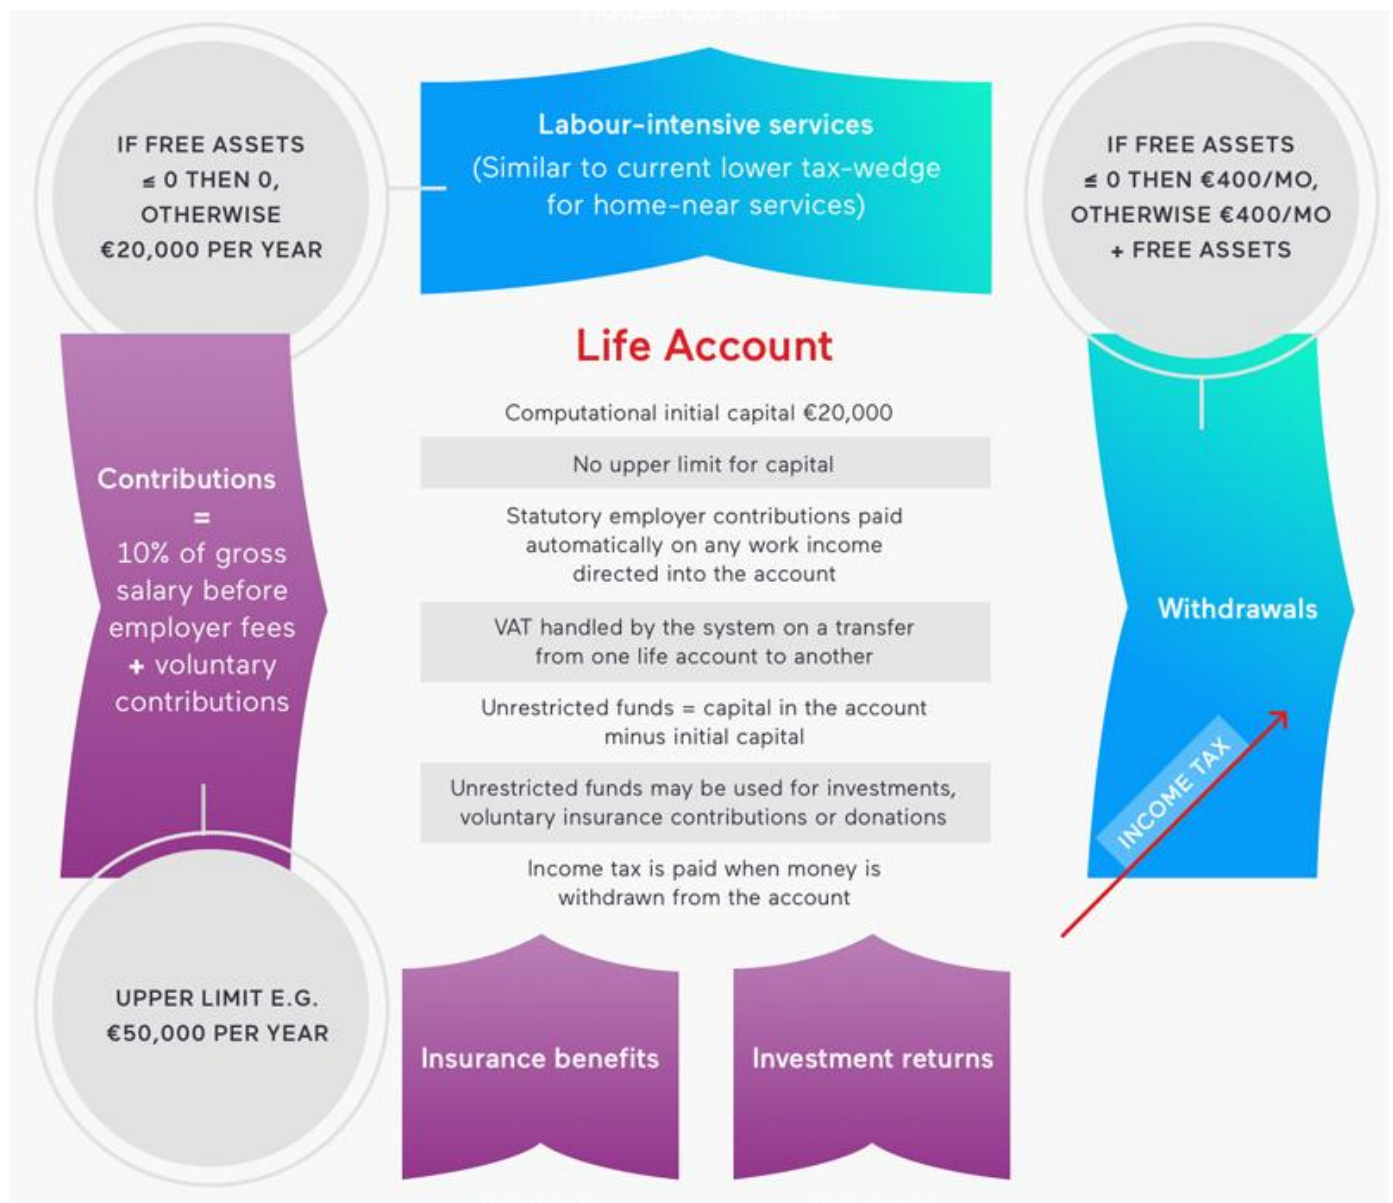 IF FREE ASSETS
≤ 0 THEN 0,
OTHERWISE
€20,000 PER YEAR
Labour-intensive services
(Similar to current lower tax-wedge
for home-near services)
IF FREE ASSETS
≤ 0 THEN €400/MO,
OTHERWISE €400/MO
+ FREE ASSETS
Contributions
=
10% of gross
salary before
employer fees
+ voluntary
contributions
Life Account
Computational initial capital €20,000
No upper limit for capital
Statutory employer contributions paid
automatically on any work income
directed into the account
VAT handled by the system on a transfer
from one life account to another
Unrestricted funds = capital in the account
minus initial capital
Unrestricted funds may be used for investments,
voluntary insurance contributions or donations
Income tax is paid when money is
withdrawn from the account
Withdrawals
INCOME TAX
UPPER LIMIT E.G.
€50,000 PER YEAR
Insurance benefits
Investment returns